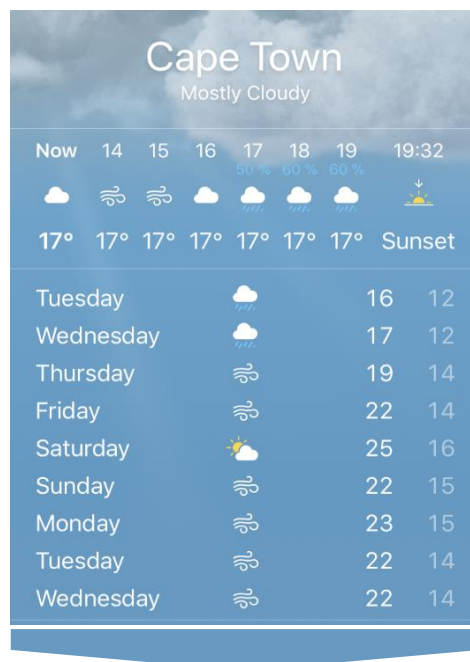 Cape Town
Mostly Cloudy
Now 14 15 16 17 18 19 19:32
50 % 60 % 60 %
17° 17° 17° 17° 17° 17° 17° Sunset
Tuesday 16 12
Wednesday 17 12
Thursday 19 14
Friday 22 14
Saturday 25 16
Sunday 22 15
Monday 23 15
Tuesday 22 14
Wednesday 22 14